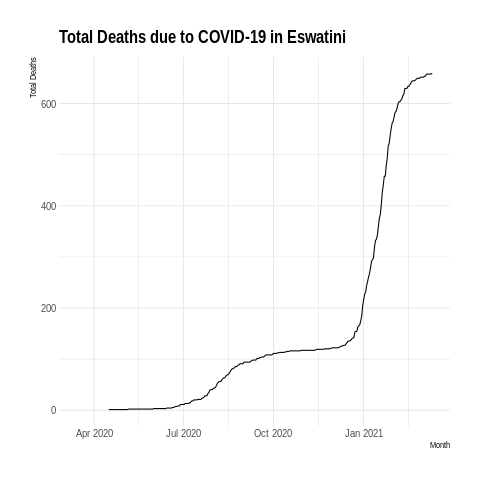 Total Deaths due to COVID-19 in Eswatini
Total Deaths
600
400
200
0
Apr 2020 Jul 2020 Oct 2020 Jan 2021
Month